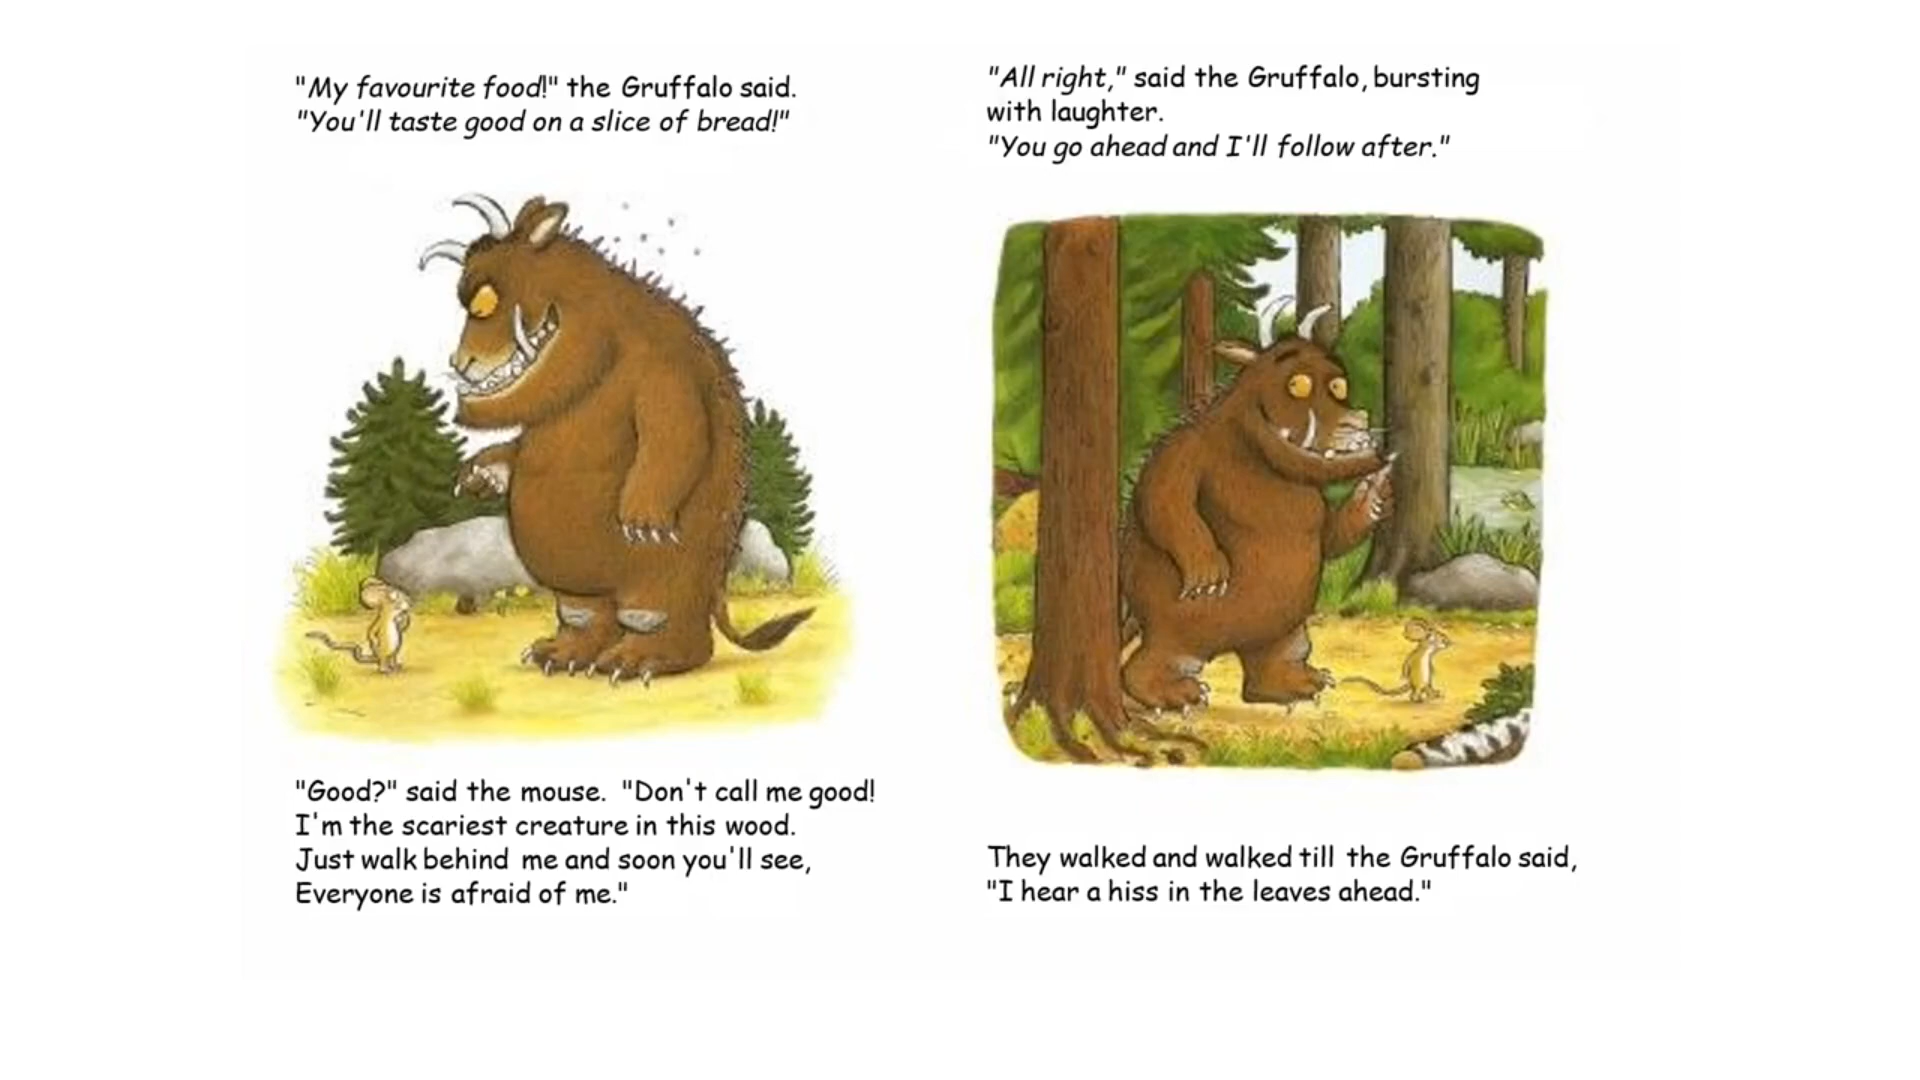 "My favourite food!" the Gruffalo said.
"You'll taste good on a slice of bread!"
"Good?" said the mouse. "Don't call me good!
I'm the scariest creature in this wood.
Just walk behind me and soon you'll see,
Everyone is afraid of me."
"All right," said the Gruffalo, bursting
with laughter.
"You go ahead and I'll follow after."
They walked and walked till the Gruffalo said,
"I hear a hiss in the leaves ahead."